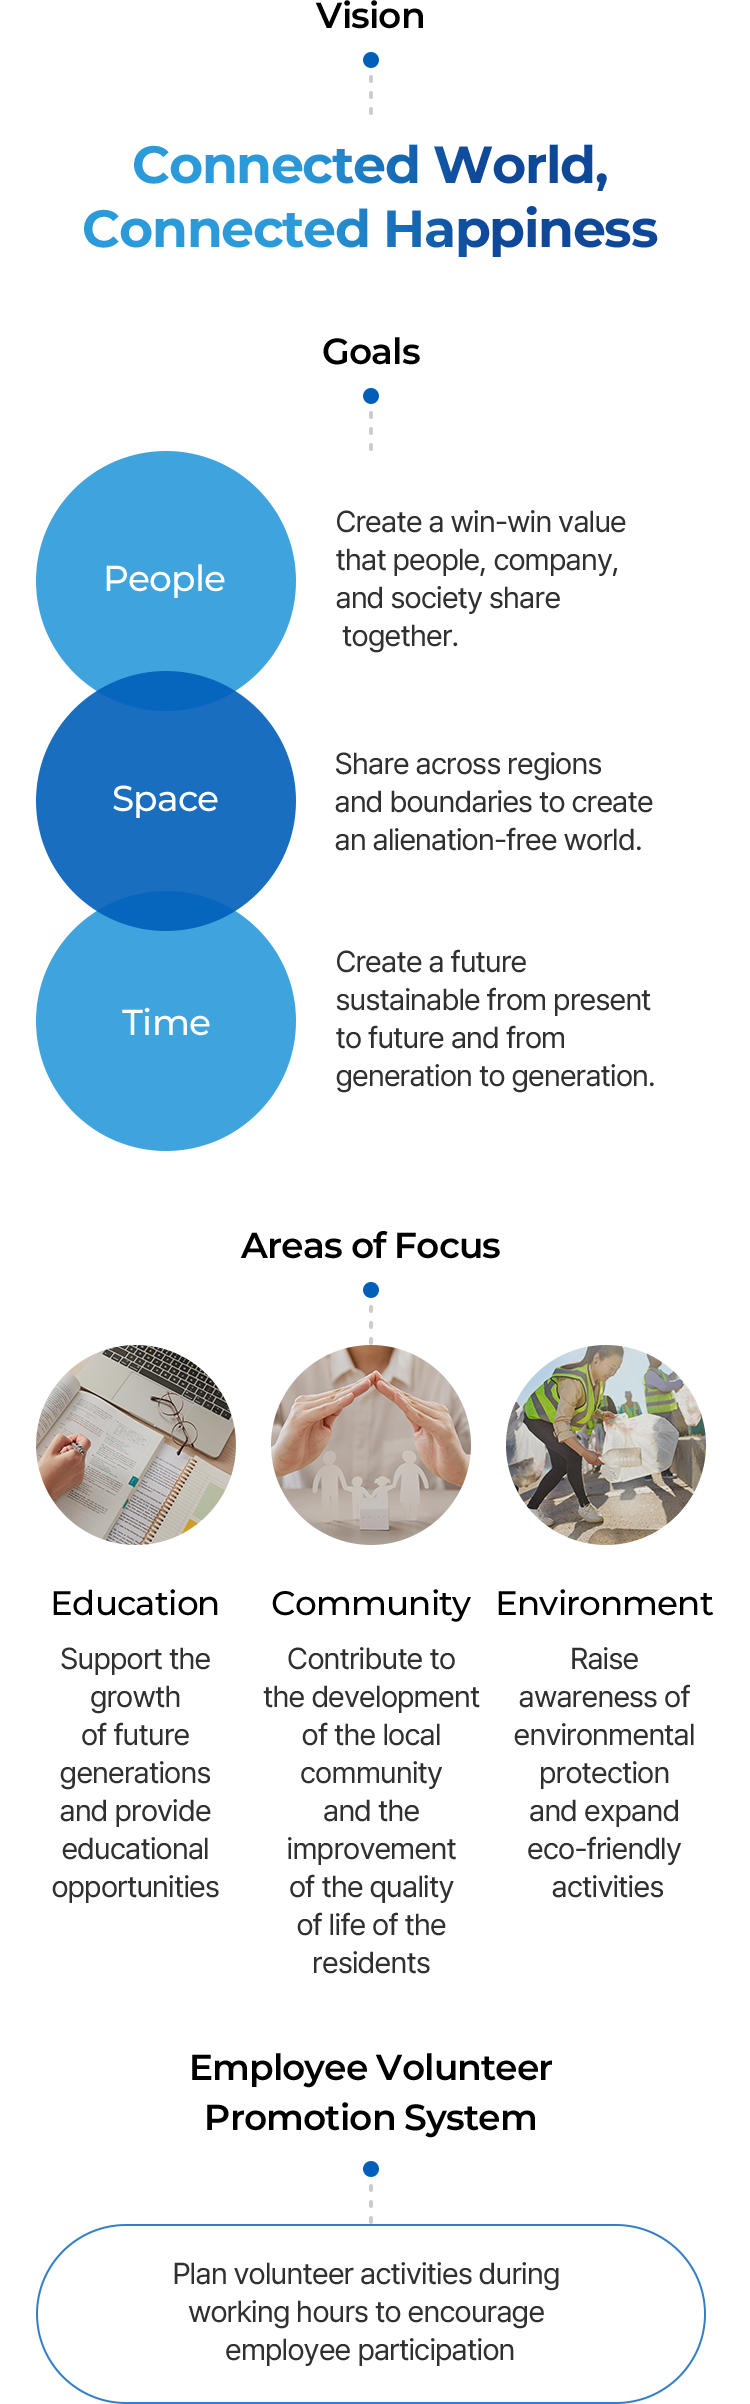 Vision
Connected World,
Connected Happiness
Goals
People
Create a win-win value
that people, company,
and society share
together.
Space
Share across regions
and boundaries to create
an alienation-free world.
Time
Create a future
sustainable from present
to future and from
generation to generation.
Areas of Focus
Education
Support the
growth
of future
generations
and provide
educational
opportunities
Community
Contribute to
the development
of the local
community
and the
improvement
of the quality
of life of the
residents
Environment
Raise
awareness of
environmental
protection
and expand
eco-friendly
activities
Employee Volunteer
Promotion System
Plan volunteer activities during
working hours to encourage
employee participation